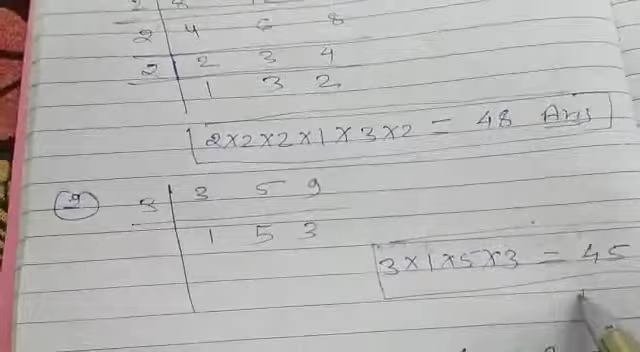 2 4 6 8
2 2 3 4
1 3 2
2×2×2×1×3×2 = 48 Ans
9 3 3 5 9
1 5 3
3×1×5×3 = 45